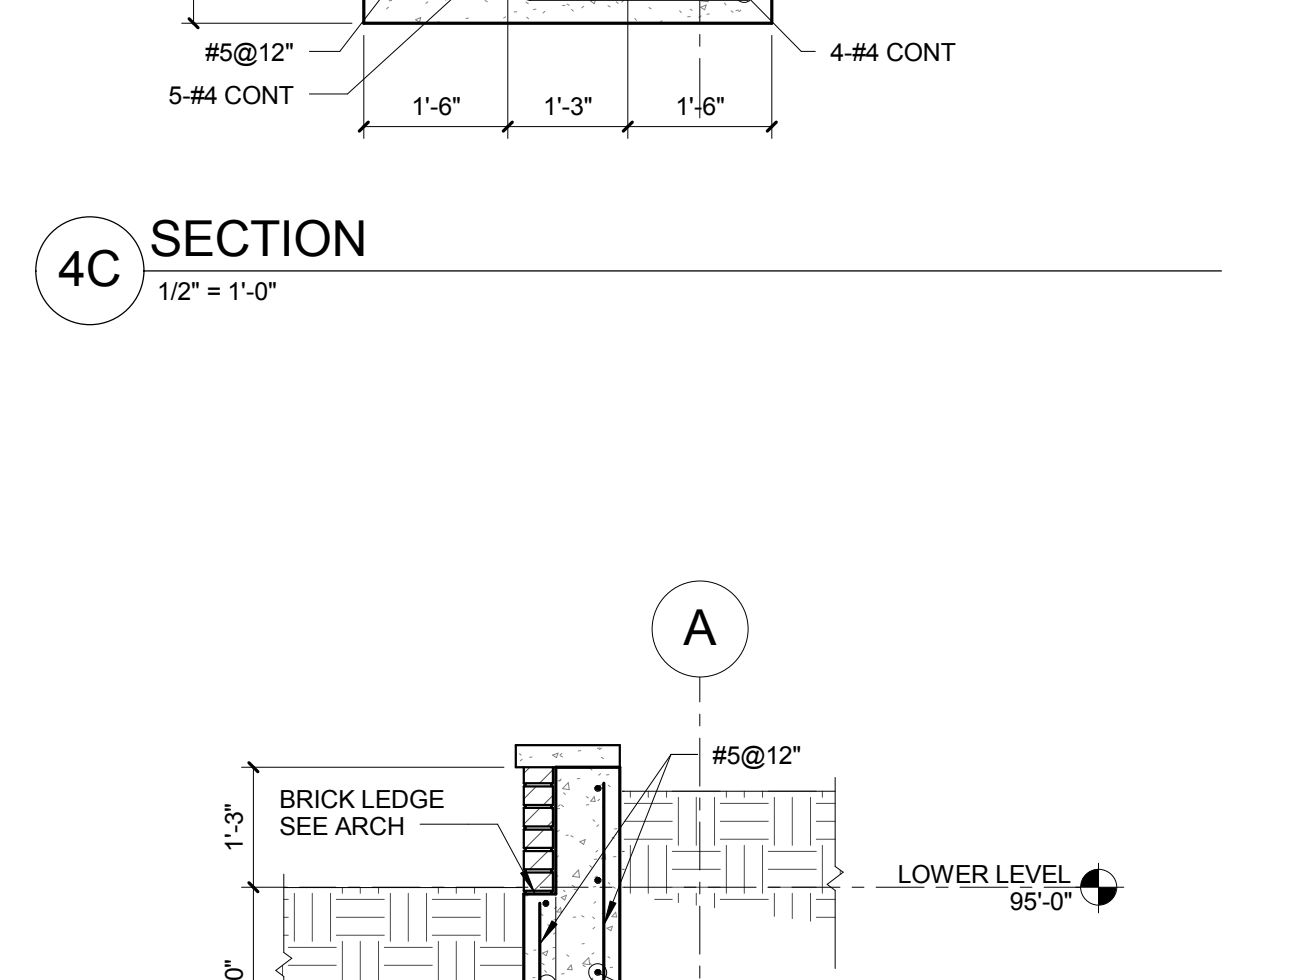 #5@12"
4-#4 CONT
5-#4 CONT
1'-6"
1'-3"
1'-6"
4C
SECTION
1/2" = 1'-0"
A
#5@12"
BRICK LEDGE
SEE ARCH
1'-3"
LOWER LEVEL
95'-0"
0"